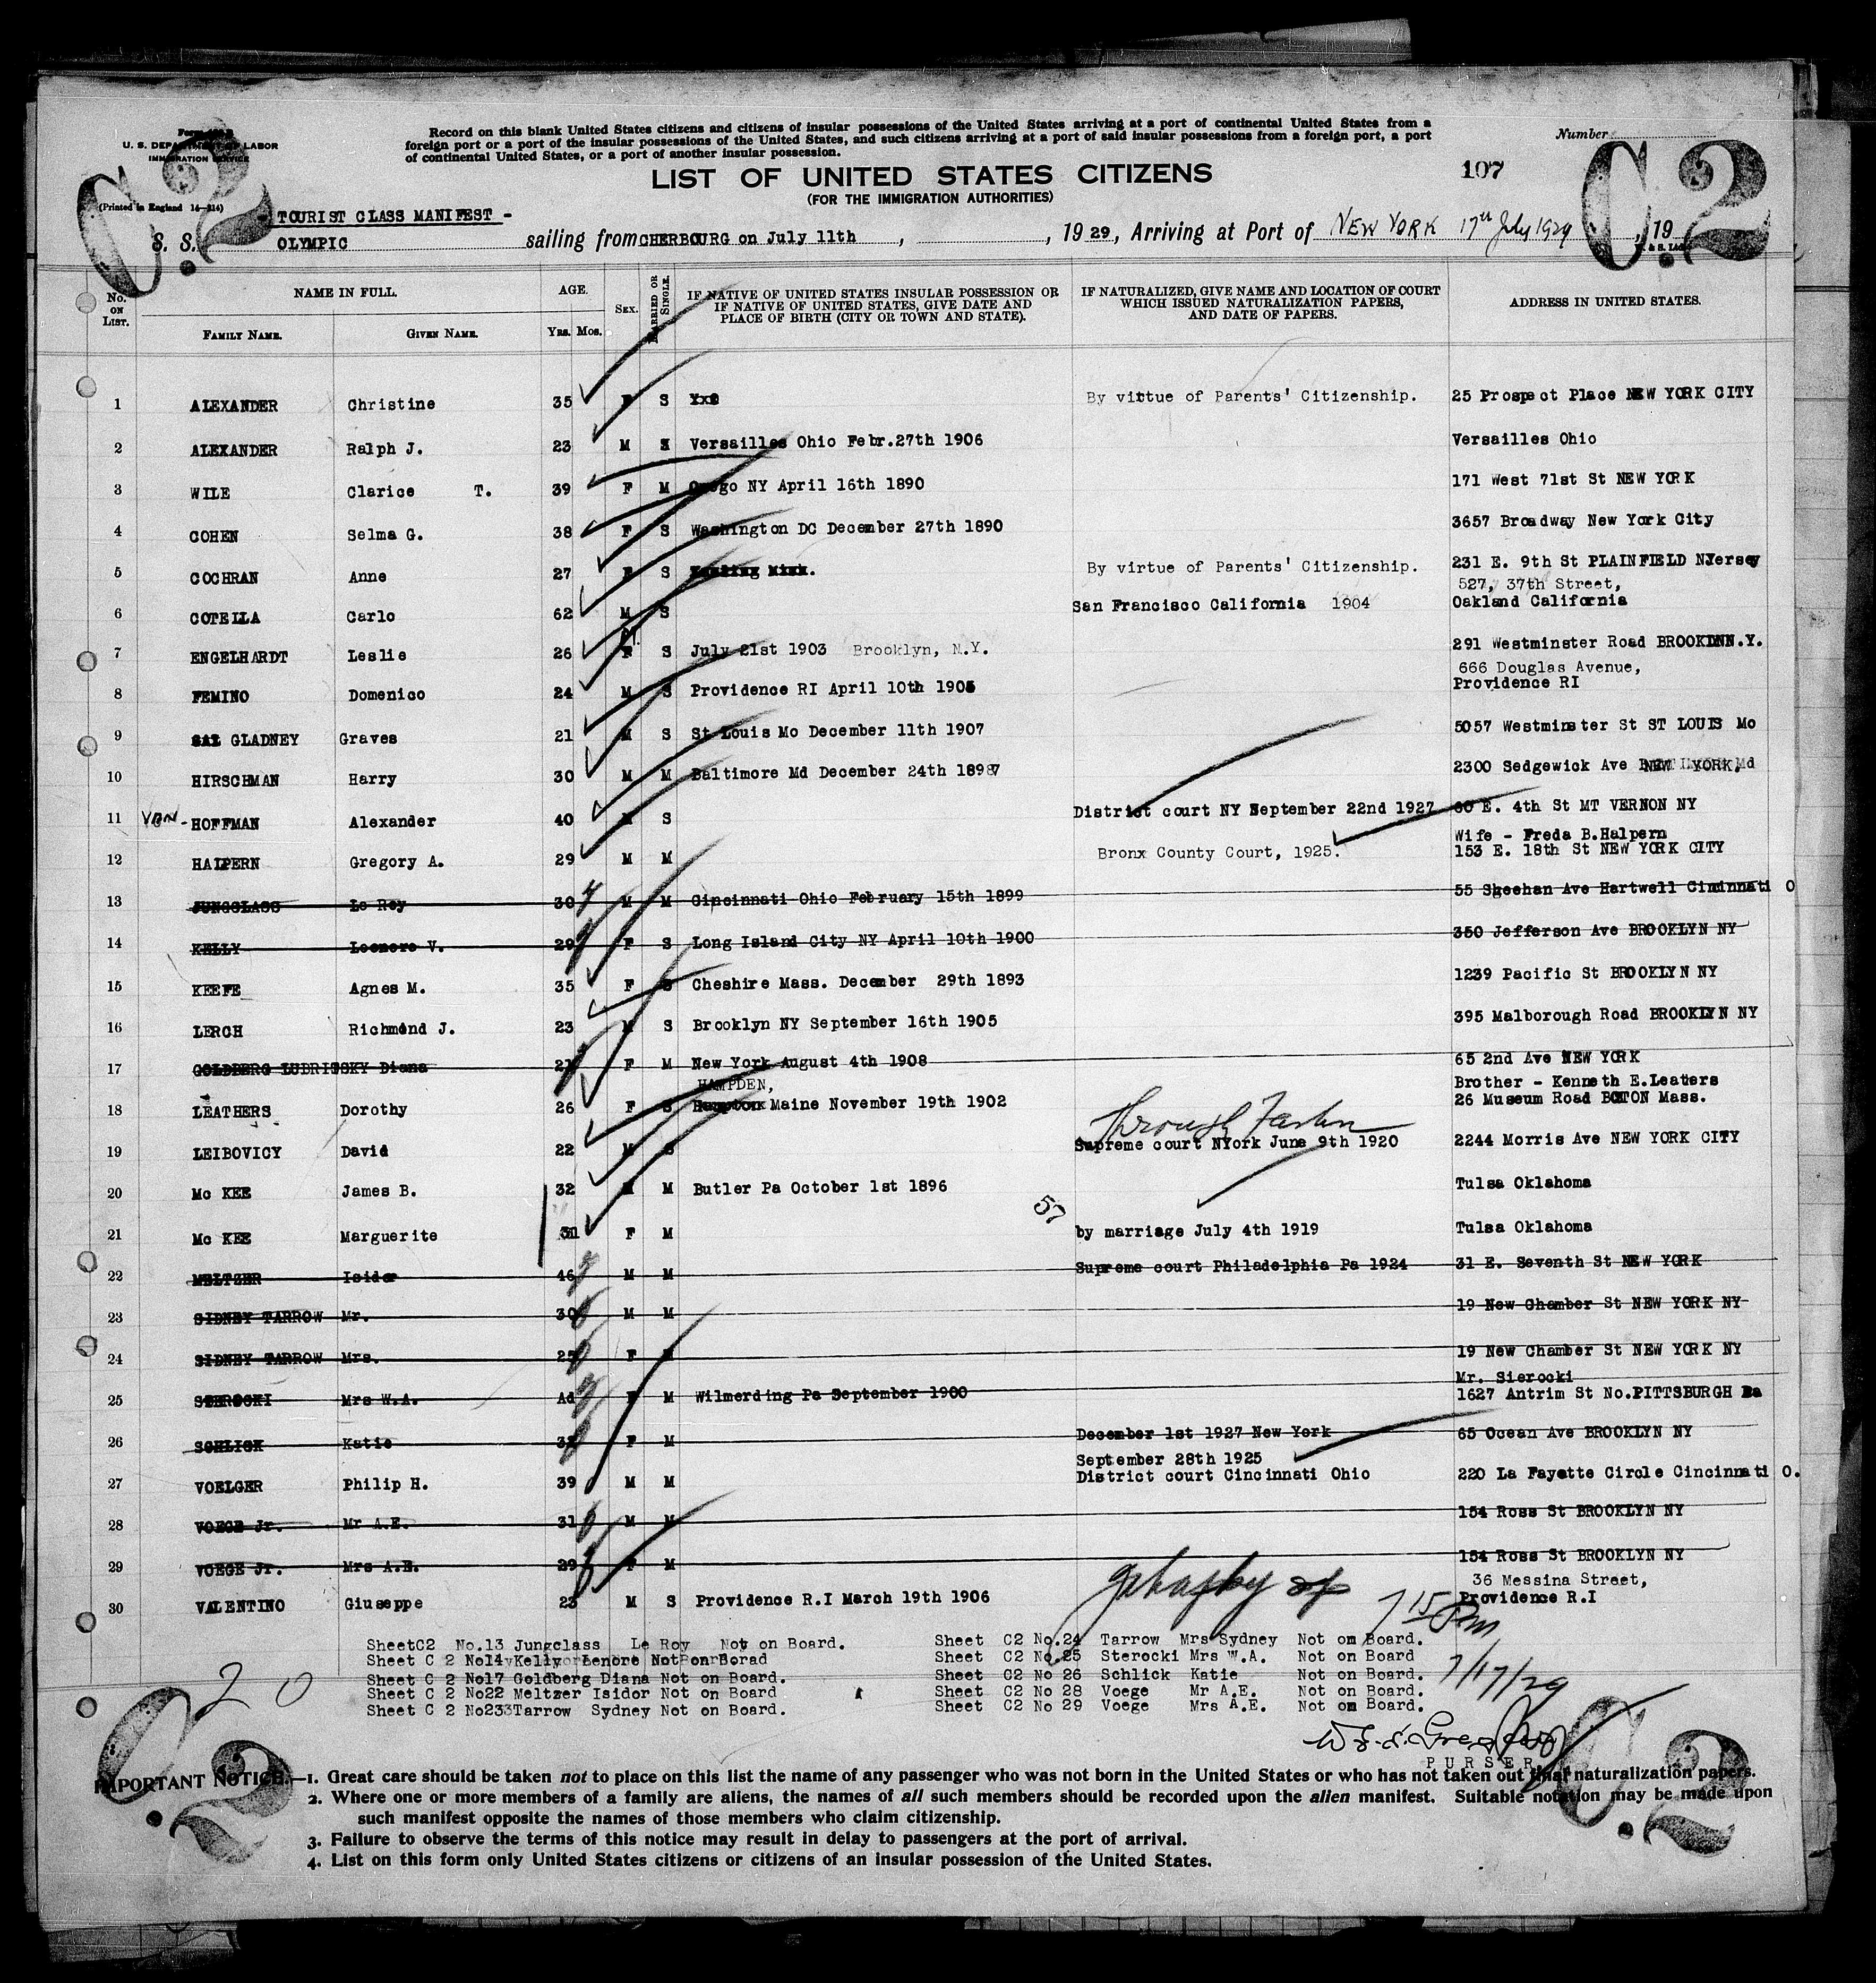 C.2
Form 
U. S. DEPARTMENT OF LABOR
IMMIGRATION SERVICE
(Printed in England 14—214)
Record on this blank United States citizens and citizens of insular possessions of the United States arriving at a port of continental United States from a
foreign port or a port of the insular possessions of the United States, and such citizens arriving at a port of said insular possessions from a foreign port, a port
of continental United States, or a port of another insular possession.
Number
107
C.2
LIST OF UNITED STATES CITIZENS
(FOR THE IMMIGRATION AUTHORITIES)
TOURIST CLASS MANIFEST -
S. S. OLYMPIC sailing from CHERBOURG on July 11th , , 19 29 , Arriving at Port of NEW YORK 17th July 1929 , 19
No. ON LIST. NAME IN FULL. FAMILY NAME. GIVEN NAME. AGE. YRS. MOS. SEX. MARRIED OR SINGLE.
IF NATIVE OF UNITED STATES INSULAR POSSESSION OR
IF NATIVE OF UNITED STATES, GIVE DATE AND
PLACE OF BIRTH (CITY OR TOWN AND STATE).
IF NATURALIZED, GIVE NAME AND LOCATION OF COURT
WHICH ISSUED NATURALIZATION PAPERS,
AND DATE OF PAPERS.
ADDRESS IN UNITED STATES.
1 ALEXANDER Christine 35 F S By virtue of Parents' Citizenship. 25 Prospect Place NEW YORK CITY
2 ALEXANDER Ralph J. 23 M Versailles Ohio Febr.27th 1906 Versailles Ohio
3 WILE Clarice T. 39 F M NY April 16th 1890 171 West 71st St NEW YORK
4 COHEN Selma G. 38 F S Washington DC December 27th 1890 3657 Broadway New York City
5 COCHRAN Anne 27 F S By virtue of Parents' Citizenship. 231 E. 9th St PLAINFIELD NJersey
527, 37th Street,
6 COTELLA Carlo 62 M S San Francisco California 1904 Oakland California
7 ENGELHARDT Leslie 26 F S July 21st 1903 Brooklyn, N.Y. 291 Westminster Road BROOKLNN.Y.
666 Douglas Avenue,
8 FEMINO Domenico 24 M S Providence RI April 10th 1905 Providence RI
9 GLADNEY Graves 21 M S St Louis Mo December 11th 1907 5057 Westminster St ST LOUIS Mo
10 HIRSCHMAN Harry 30 M M Baltimore Md December 24th 1897 2300 Sedgewick Ave NEW YORK.
11 HOFFMAN Alexander 40 M S District court NY September 22nd 1927 60 E. 4th St MT VERNON NY
Wife - Freda B.Halpern
12 HALPERN Gregory A. 29 M M Bronx County Court, 1925. 153 E. 18th St NEW YORK CITY
13 JUNGCLASS Le Roy 30 M M Cincinnati Ohio February 15th 1899 55 Sheehan Ave Hartwell Cincinnati O
14 KELLY Leonore V. 29 F S Long Island City NY April 10th 1900 350 Jefferson Ave BROOKLYN NY
15 KEEFE Agnes M. 35 F S Cheshire Mass. December 29th 1893 1239 Pacific St BROOKLYN NY
16 LERCH Richmond J. 23 M S Brooklyn NY September 16th 1905 395 Malborough Road BROOKLYN NY
17 GOLDBERG LUBRITSKY Diana 21 F M New York August 4th 1908 65 2nd Ave NEW YORK
HAMPDEN, Brother - Kenneth E.Leathers
18 LEATHERS Dorothy 26 F S Hampton Maine November 19th 1902 26 Museum Road BOSTON Mass.
Through Father
19 LEIBOVICY David 22 M S Supreme court NYork June 9th 1920 2244 Morris Ave NEW YORK CITY
20 Mc KEE James B. 32 M M Butler Pa October 1st 1896 Tulsa Oklahoma
57
21 Mc KEE Marguerite 31 F M by marriage July 4th 1919 Tulsa Oklahoma
22 MELTZER Isidor 46 M M Supreme court Philadelphia Pa 1924 31 E. Seventh St NEW YORK
23 SIDNEY TARROW Mr. 30 M M 19 New Chamber St NEW YORK NY
24 SIDNEY TARROW Mrs. 25 F M 19 New Chamber St NEW YORK NY
Mr. Sierocki
25 STEROCKI Mrs W.A. Ad F M Wilmerding Pa September 1900 1627 Antrim St No.PITTSBURGH Pa
26 SCHLICK Katie 32 F M December 1st 1927 New York 65 Ocean Ave BROOKLYN NY
September 28th 1925
27 VOELGER Philip H. 39 M M District court Cincinnati Ohio 220 La Fayette Circle Cincinnati O.
28 VOEGE Jr. Mr A.E. 31 M M 154 Ross St BROOKLYN NY
29 VOEGE Jr. Mrs A.E. 29 F M 154 Ross St BROOKLYN NY
36 Messina Street,
30 VALENTINO Giuseppe 23 M S Providence R.I March 19th 1906 Providence R.I
7 15 Pm
SheetC2 No.13 Jungclass Le Roy Not on Board. Sheet C2 No.24 Tarrow Mrs Sydney Not on Board.
Sheet C 2 No14 Kelly Lenore Not on Borad Sheet C2 No 25 Sterocki Mrs W.A. Not on Board
Sheet C 2 No17 Goldberg Diana Not on Board. Sheet C2 No 26 Schlick Katie Not on Board.
Sheet C 2 No22 Meltzer Isidor Not on Board Sheet C2 No 28 Voege Mr A.E. Not on Board.
Sheet C 2 No23 Tarrow Sydney Not on Board. Sheet C2 No 29 Voege Mrs A.E. Not on Board.
7/17/29
20
PURSER
C.2
C.2
IMPORTANT NOTICE.—1. Great care should be taken not to place on this list the name of any passenger who was not born in the United States or who has not taken out final naturalization papers.
2. Where one or more members of a family are aliens, the names of all such members should be recorded upon the alien manifest. Suitable notation may be made upon
such manifest opposite the names of those members who claim citizenship.
3. Failure to observe the terms of this notice may result in delay to passengers at the port of arrival.
4. List on this form only United States citizens or citizens of an insular possession of the United States.